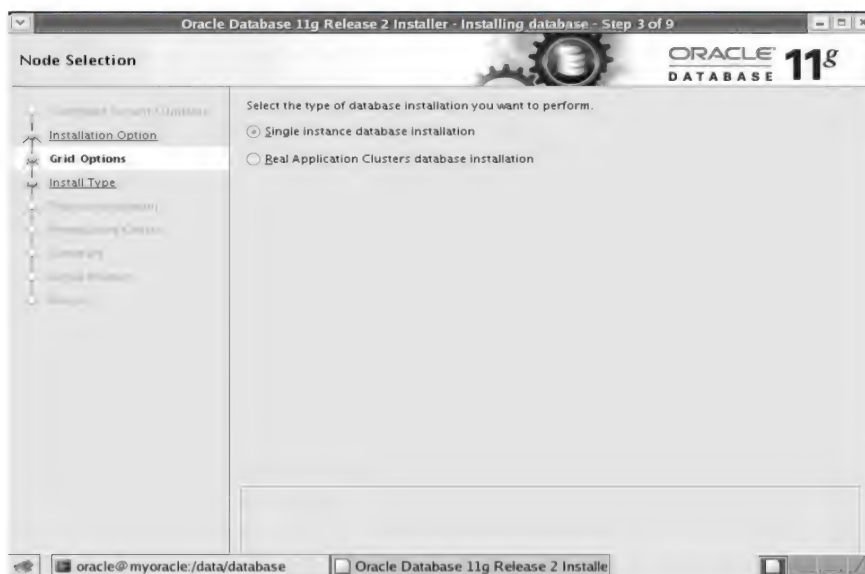 Oracle Database 11g Release 2 Installer - Installing database - Step 3 of 9
Node Selection
ORACLE
DATABASE 11g
Installation Option
Grid Options
Install Type
Summary
Select the type of database installation you want to perform.
Single instance database installation
Real Application Clusters database installation
oracle@myoracle:/data/database
Oracle Database 11g Release 2 Installe